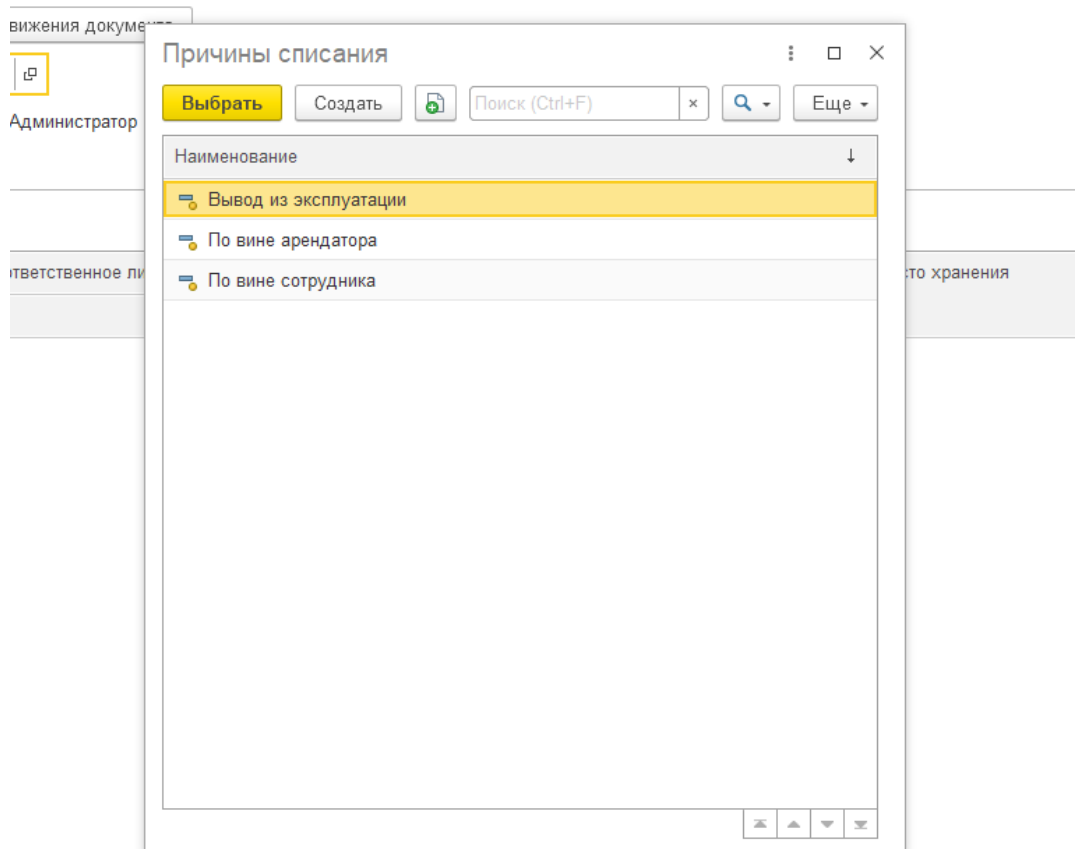 вижения документа
Причины списания
Выбрать Создать Поиск (Ctrl+F) × Еще
Администратор
Наименование ↓
Вывод из эксплуатации
По вине арендатора
тветственное ли
то хранения
По вине сотрудника